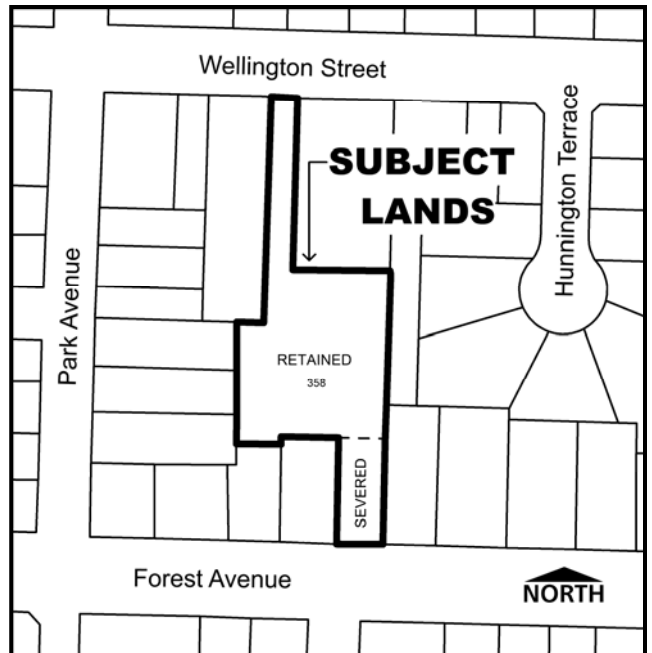 Wellington Street
SUBJECT
LANDS
Hunnington Terrace
Park Avenue
RETAINED
358
SEVERED
Forest Avenue
NORTH